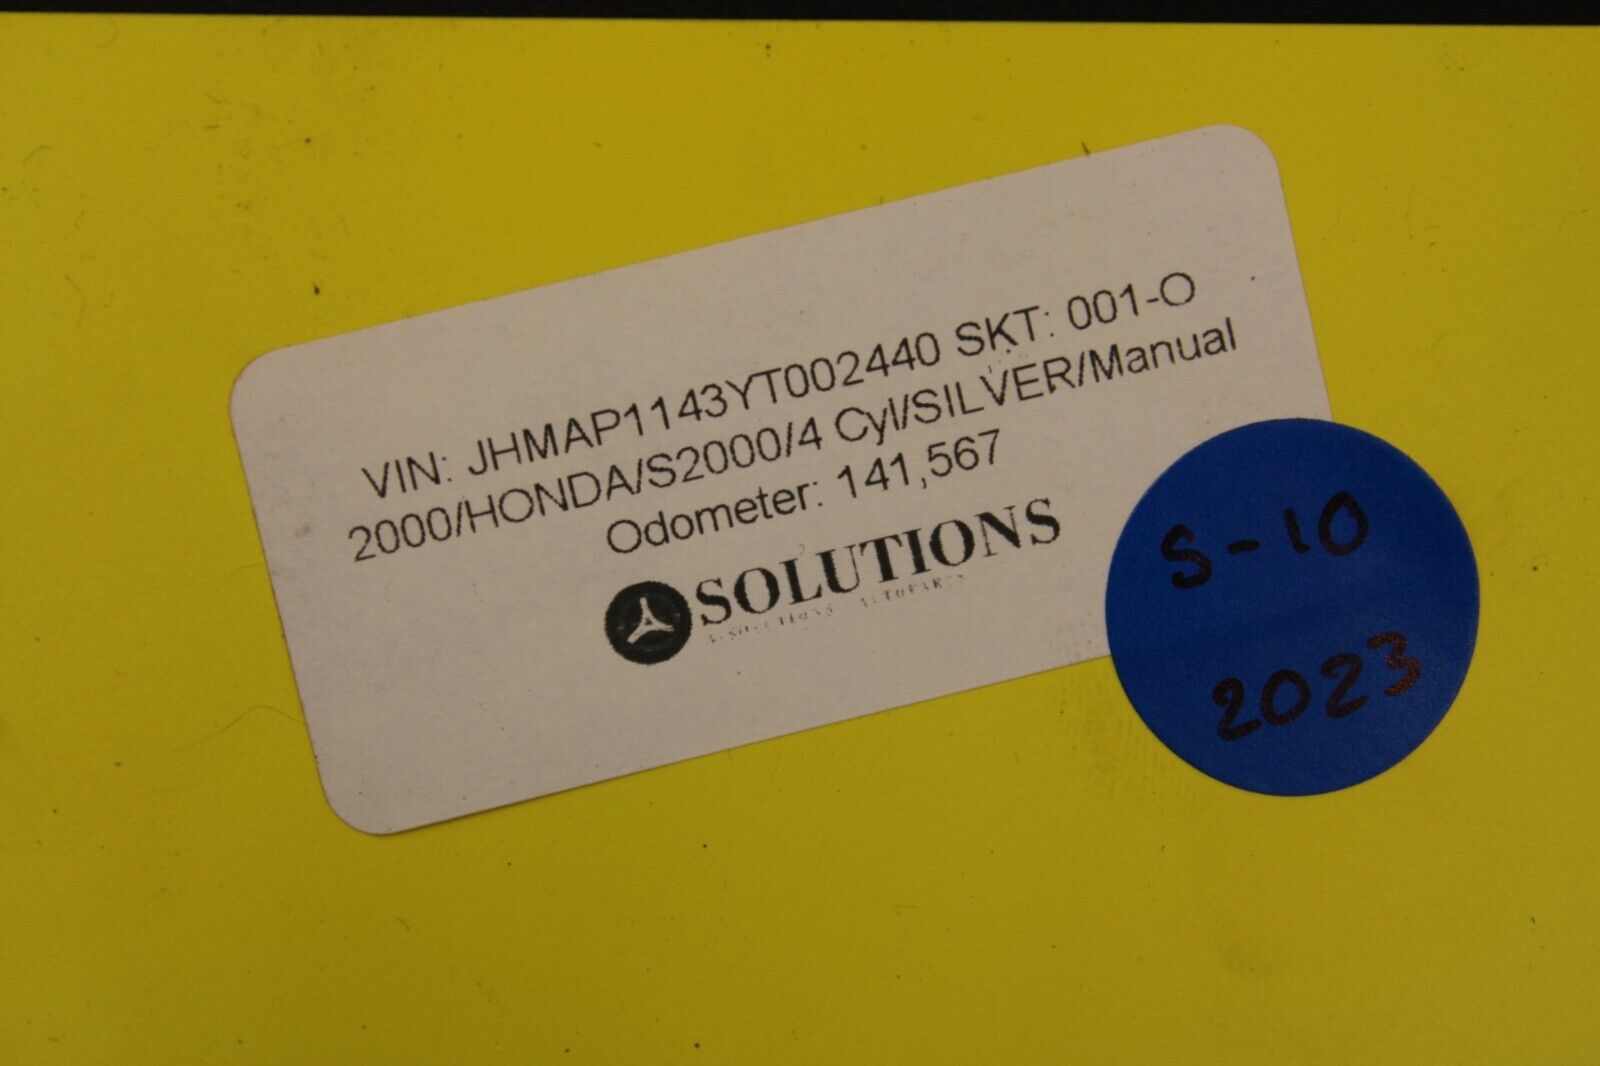 VIN: JHMAP1143YT002440 SKT: 001-O
2000/HONDA/S2000/4 Cyl/SILVER/Manual
Odometer: 141,567
SOLUTIONS
S-10
2023